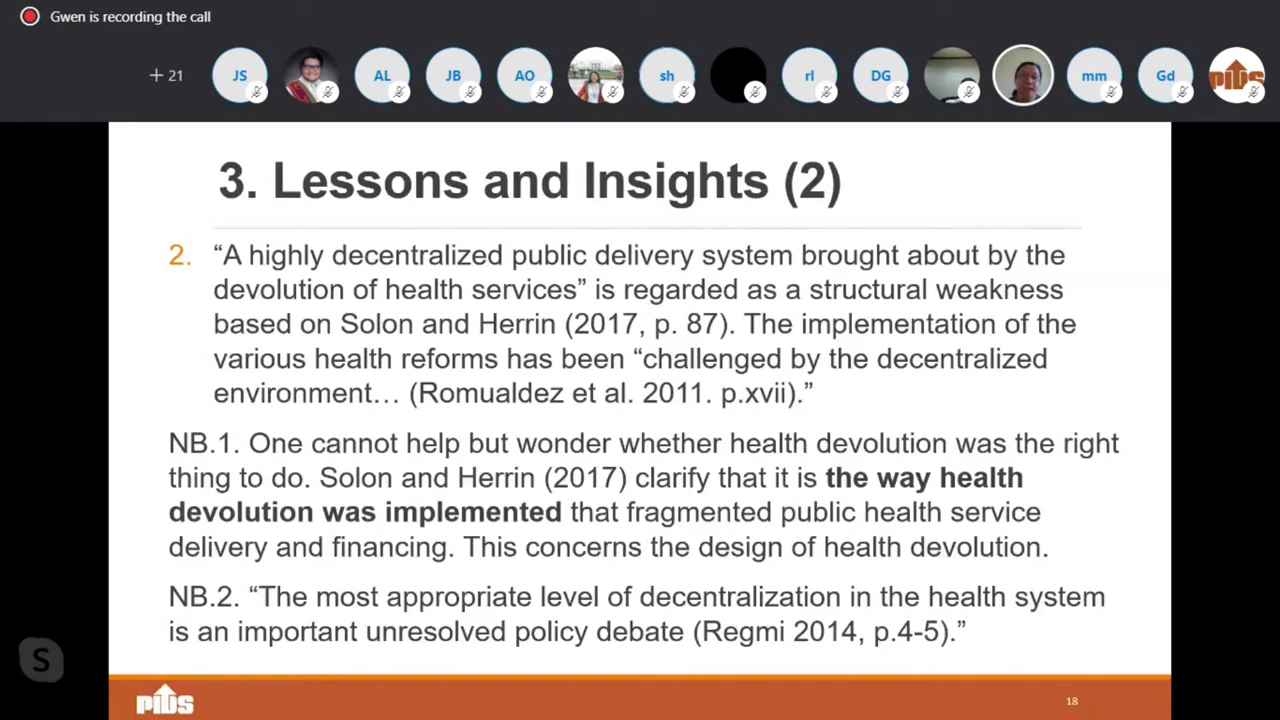 Gwen is recording the call
+ 21
JS
AL
JB
AO
sh
rl
DG
mm
Gd
PIDS
3. Lessons and Insights (2)
2. “A highly decentralized public delivery system brought about by the
devolution of health services” is regarded as a structural weakness
based on Solon and Herrin (2017, p. 87). The implementation of the
various health reforms has been “challenged by the decentralized
environment… (Romualdez et al. 2011. p.xvii).”
NB.1. One cannot help but wonder whether health devolution was the right
thing to do. Solon and Herrin (2017) clarify that it is the way health
devolution was implemented that fragmented public health service
delivery and financing. This concerns the design of health devolution.
NB.2. “The most appropriate level of decentralization in the health system
is an important unresolved policy debate (Regmi 2014, p.4-5).”
S
PIDS
18